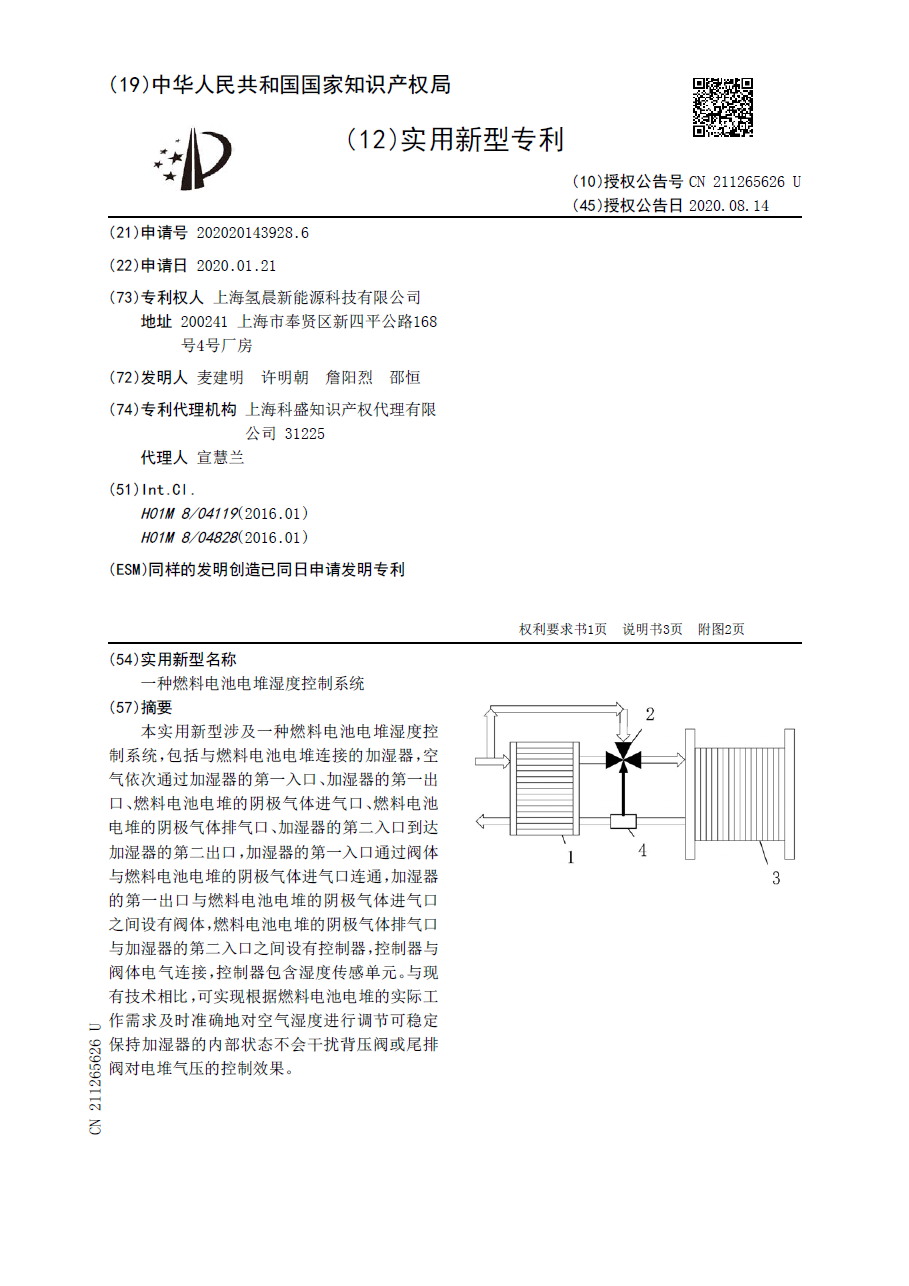 (19)中华人民共和国国家知识产权局
(12)实用新型专利
(10)授权公告号 CN 211265626 U
(45)授权公告日 2020.08.14
(21)申请号 202020143928.6
(22)申请日 2020.01.21
(73)专利权人 上海氢晨新能源科技有限公司
地址 200241 上海市奉贤区新四平公路168
号4号厂房
(72)发明人 麦建明 许明朝 詹阳烈 邵恒
(74)专利代理机构 上海科盛知识产权代理有限
公司 31225
代理人 宣慧兰
(51)Int.Cl.
H01M 8/04119(2016.01)
H01M 8/04828(2016.01)
(ESM)同样的发明创造已同日申请发明专利
权利要求书1页 说明书3页 附图2页
(54)实用新型名称
一种燃料电池电堆湿度控制系统
(57)摘要
本实用新型涉及一种燃料电池电堆湿度控
制系统,包括与燃料电池电堆连接的加湿器,空
气依次通过加湿器的第一入口、加湿器的第一出
口、燃料电池电堆的阴极气体进气口、燃料电池
电堆的阴极气体排气口、加湿器的第二入口到达
加湿器的第二出口,加湿器的第一入口通过阀体
与燃料电池电堆的阴极气体进气口连通,加湿器
的第一出口与燃料电池电堆的阴极气体进气口
之间设有阀体,燃料电池电堆的阴极气体排气口
与加湿器的第二入口之间设有控制器,控制器与
阀体电气连接,控制器包含湿度传感单元。与现
有技术相比,可实现根据燃料电池电堆的实际工
作需求及时准确地对空气湿度进行调节可稳定
保持加湿器的内部状态不会干扰背压阀或尾排
阀对电堆气压的控制效果。
2
1
4
3
CN 211265626 U